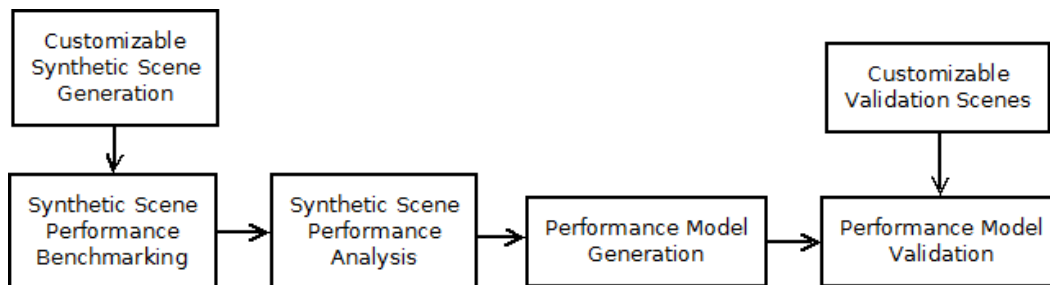 Customizable
Synthetic Scene
Generation
Customizable
Validation Scenes
Synthetic Scene
Performance
Benchmarking
Synthetic Scene
Performance
Analysis
Performance Model
Generation
Performance Model
Validation